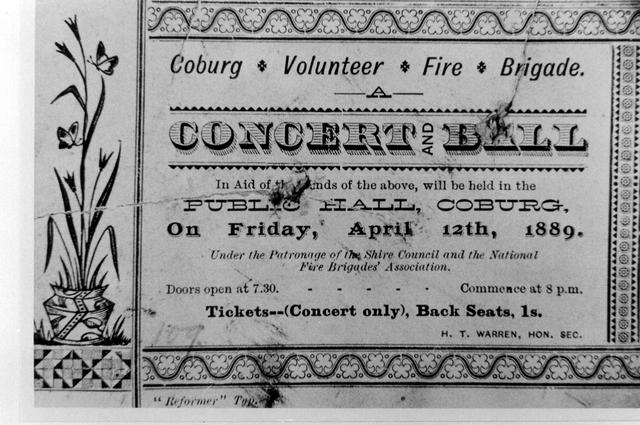 Coburg Volunteer Fire Brigade.
A
CONCERT AND BALL
In Aid of the Funds of the above, will be held in the
PUBLIC HALL, COBURG,
On Friday, April 12th, 1889.
Under the Patronage of the Shire Council and the National
Fire Brigades' Association.
Doors open at 7.30. - - - - - Commence at 8 p.m.
Tickets--(Concert only), Back Seats, 1s.
H. T. WARREN, HON. SEC.
"Reformer" Typ.